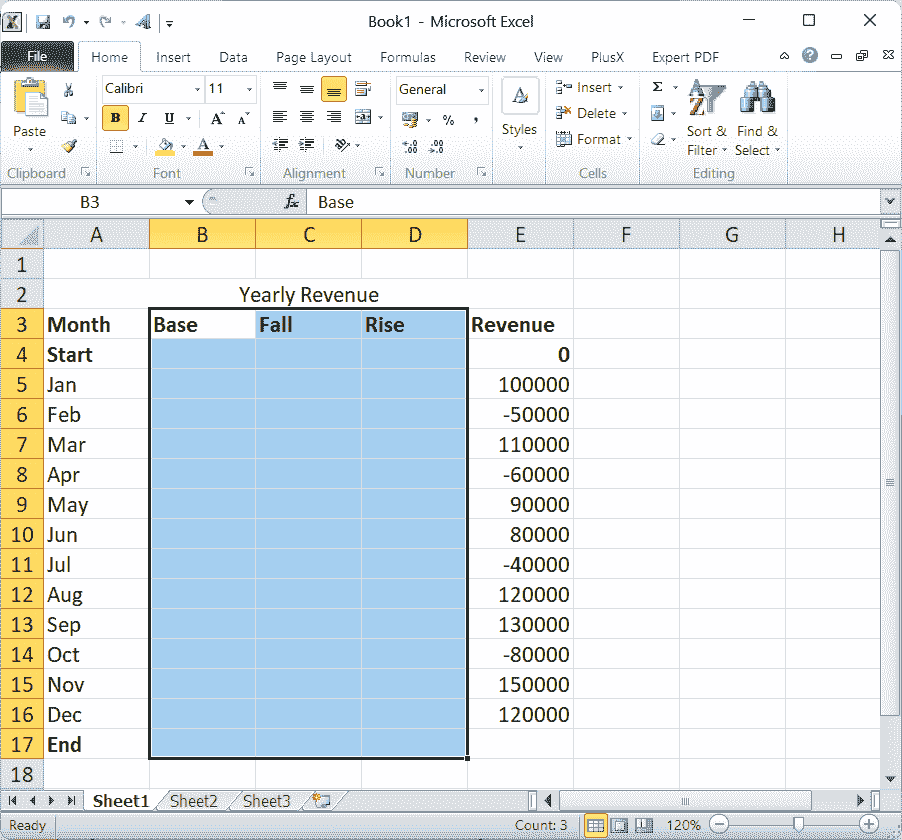 Book1 - Microsoft Excel
File Home Insert Data Page Layout Formulas Review View PlusX Expert PDF
Calibri 11 General Insert
Paste B I U A A % , Styles Delete Sort & Filter Find & Select
Format
Clipboard Font Alignment Number Cells Editing
B3 fx Base
A B C D E F G H
1
2 Yearly Revenue
3 Month Base Fall Rise Revenue
4 Start 0
5 Jan 100000
6 Feb -50000
7 Mar 110000
8 Apr -60000
9 May 90000
10 Jun 80000
11 Jul -40000
12 Aug 120000
13 Sep 130000
14 Oct -80000
15 Nov 150000
16 Dec 120000
17 End
18
Sheet1 Sheet2 Sheet3
Ready Count: 3 120%